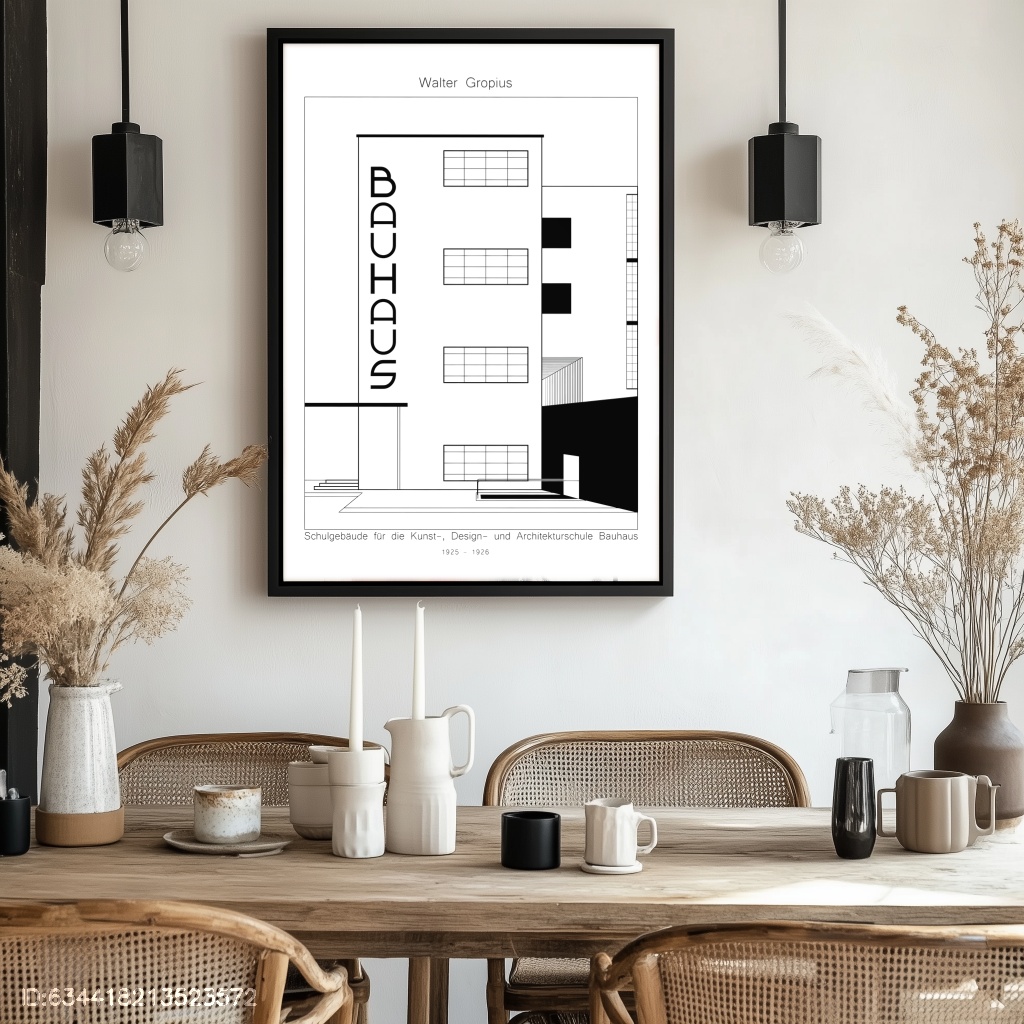 Walter Gropius
BAUHAUS
Schulgebäude für die Kunst-, Design- und Architekturschule Bauhaus
1925 - 1926
ID:634418213523572